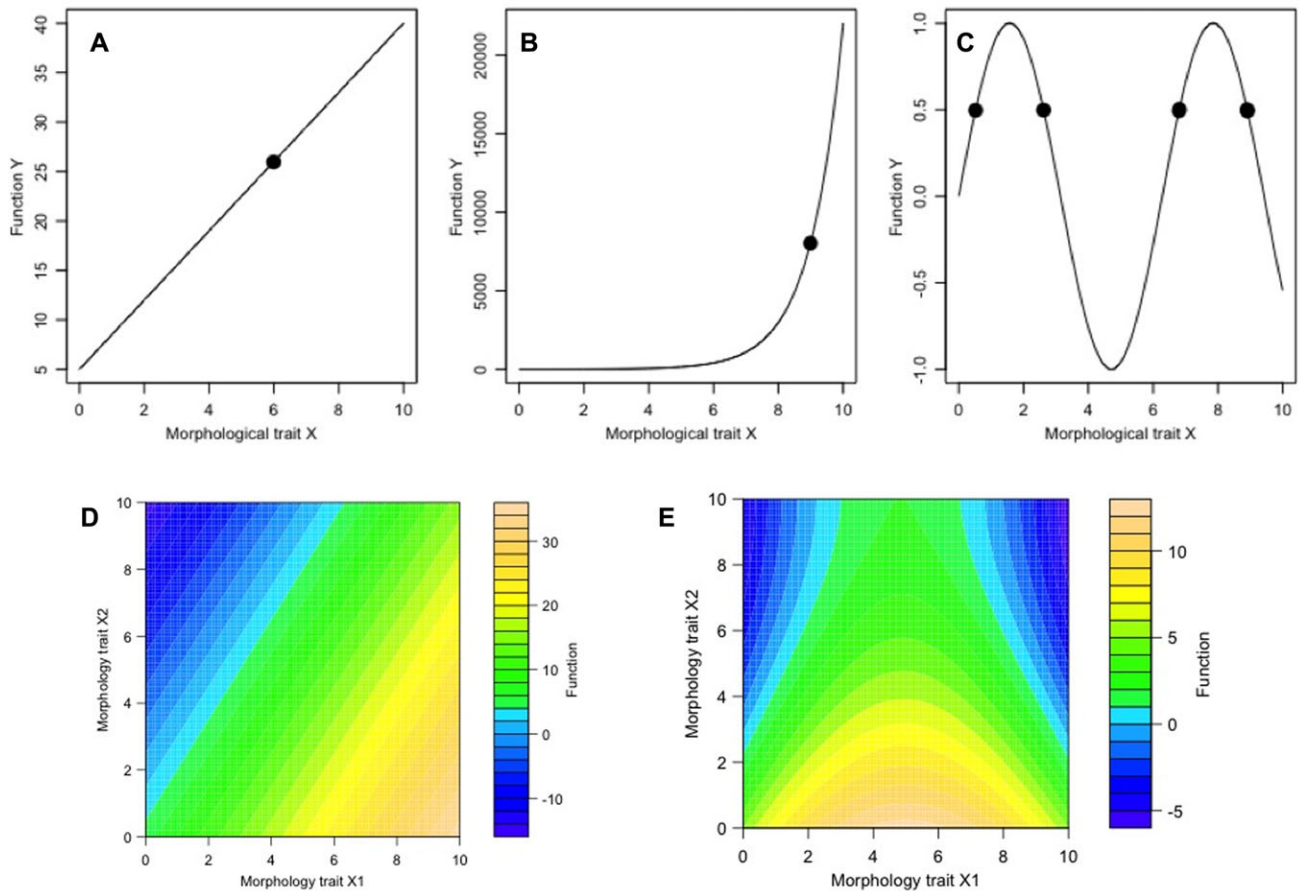 A
40
35
30
25
20
15
10
5
Function Y
0 2 4 6 8 10
Morphological trait X
B
20000
15000
10000
5000
0
Function Y
0 2 4 6 8 10
Morphological trait X
C
1.0
0.5
0.0
-0.5
-1.0
Function Y
0 2 4 6 8 10
Morphological trait X
D
10
8
6
4
2
0
Morphology trait X2
0 2 4 6 8 10
Morphology trait X1
30
20
10
0
-10
Function
E
10
8
6
4
2
0
Morphology trait X2
0 2 4 6 8 10
Morphology trait X1
10
5
0
-5
Function